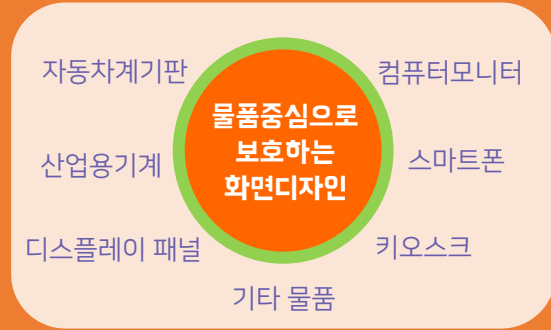 자동차계기판
컴퓨터모니터
물품중심으로
보호하는
화면디자인
산업용기계
스마트폰
디스플레이 패널
키오스크
기타 물품